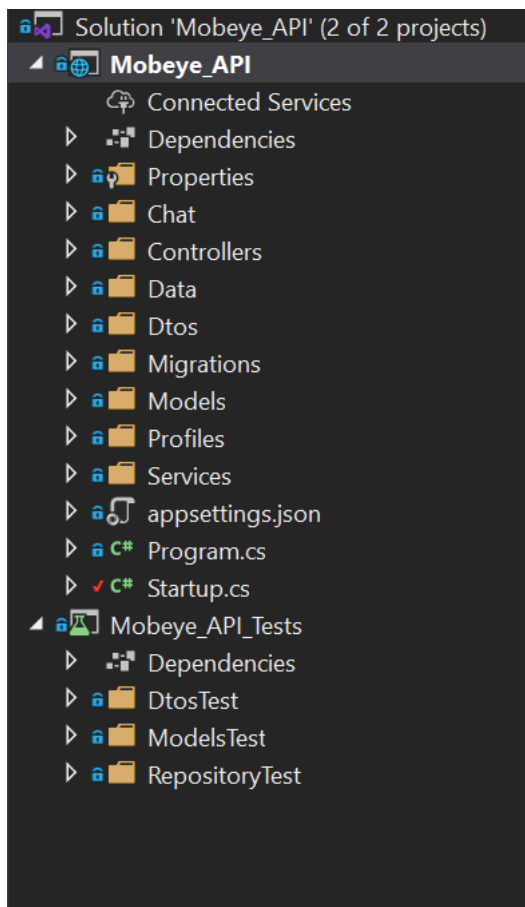 Solution 'Mobeye_API' (2 of 2 projects)
Mobeye_API
Connected Services
Dependencies
Properties
Chat
Controllers
Data
Dtos
Migrations
Models
Profiles
Services
appsettings.json
C# Program.cs
C# Startup.cs
Mobeye_API_Tests
Dependencies
DtosTest
ModelsTest
RepositoryTest